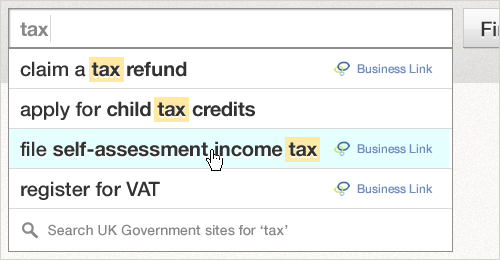 tax
Fi
claim a tax refund Business Link
apply for child tax credits
file self-assessment income tax Business Link
register for VAT Business Link
Search UK Government sites for ‘tax’